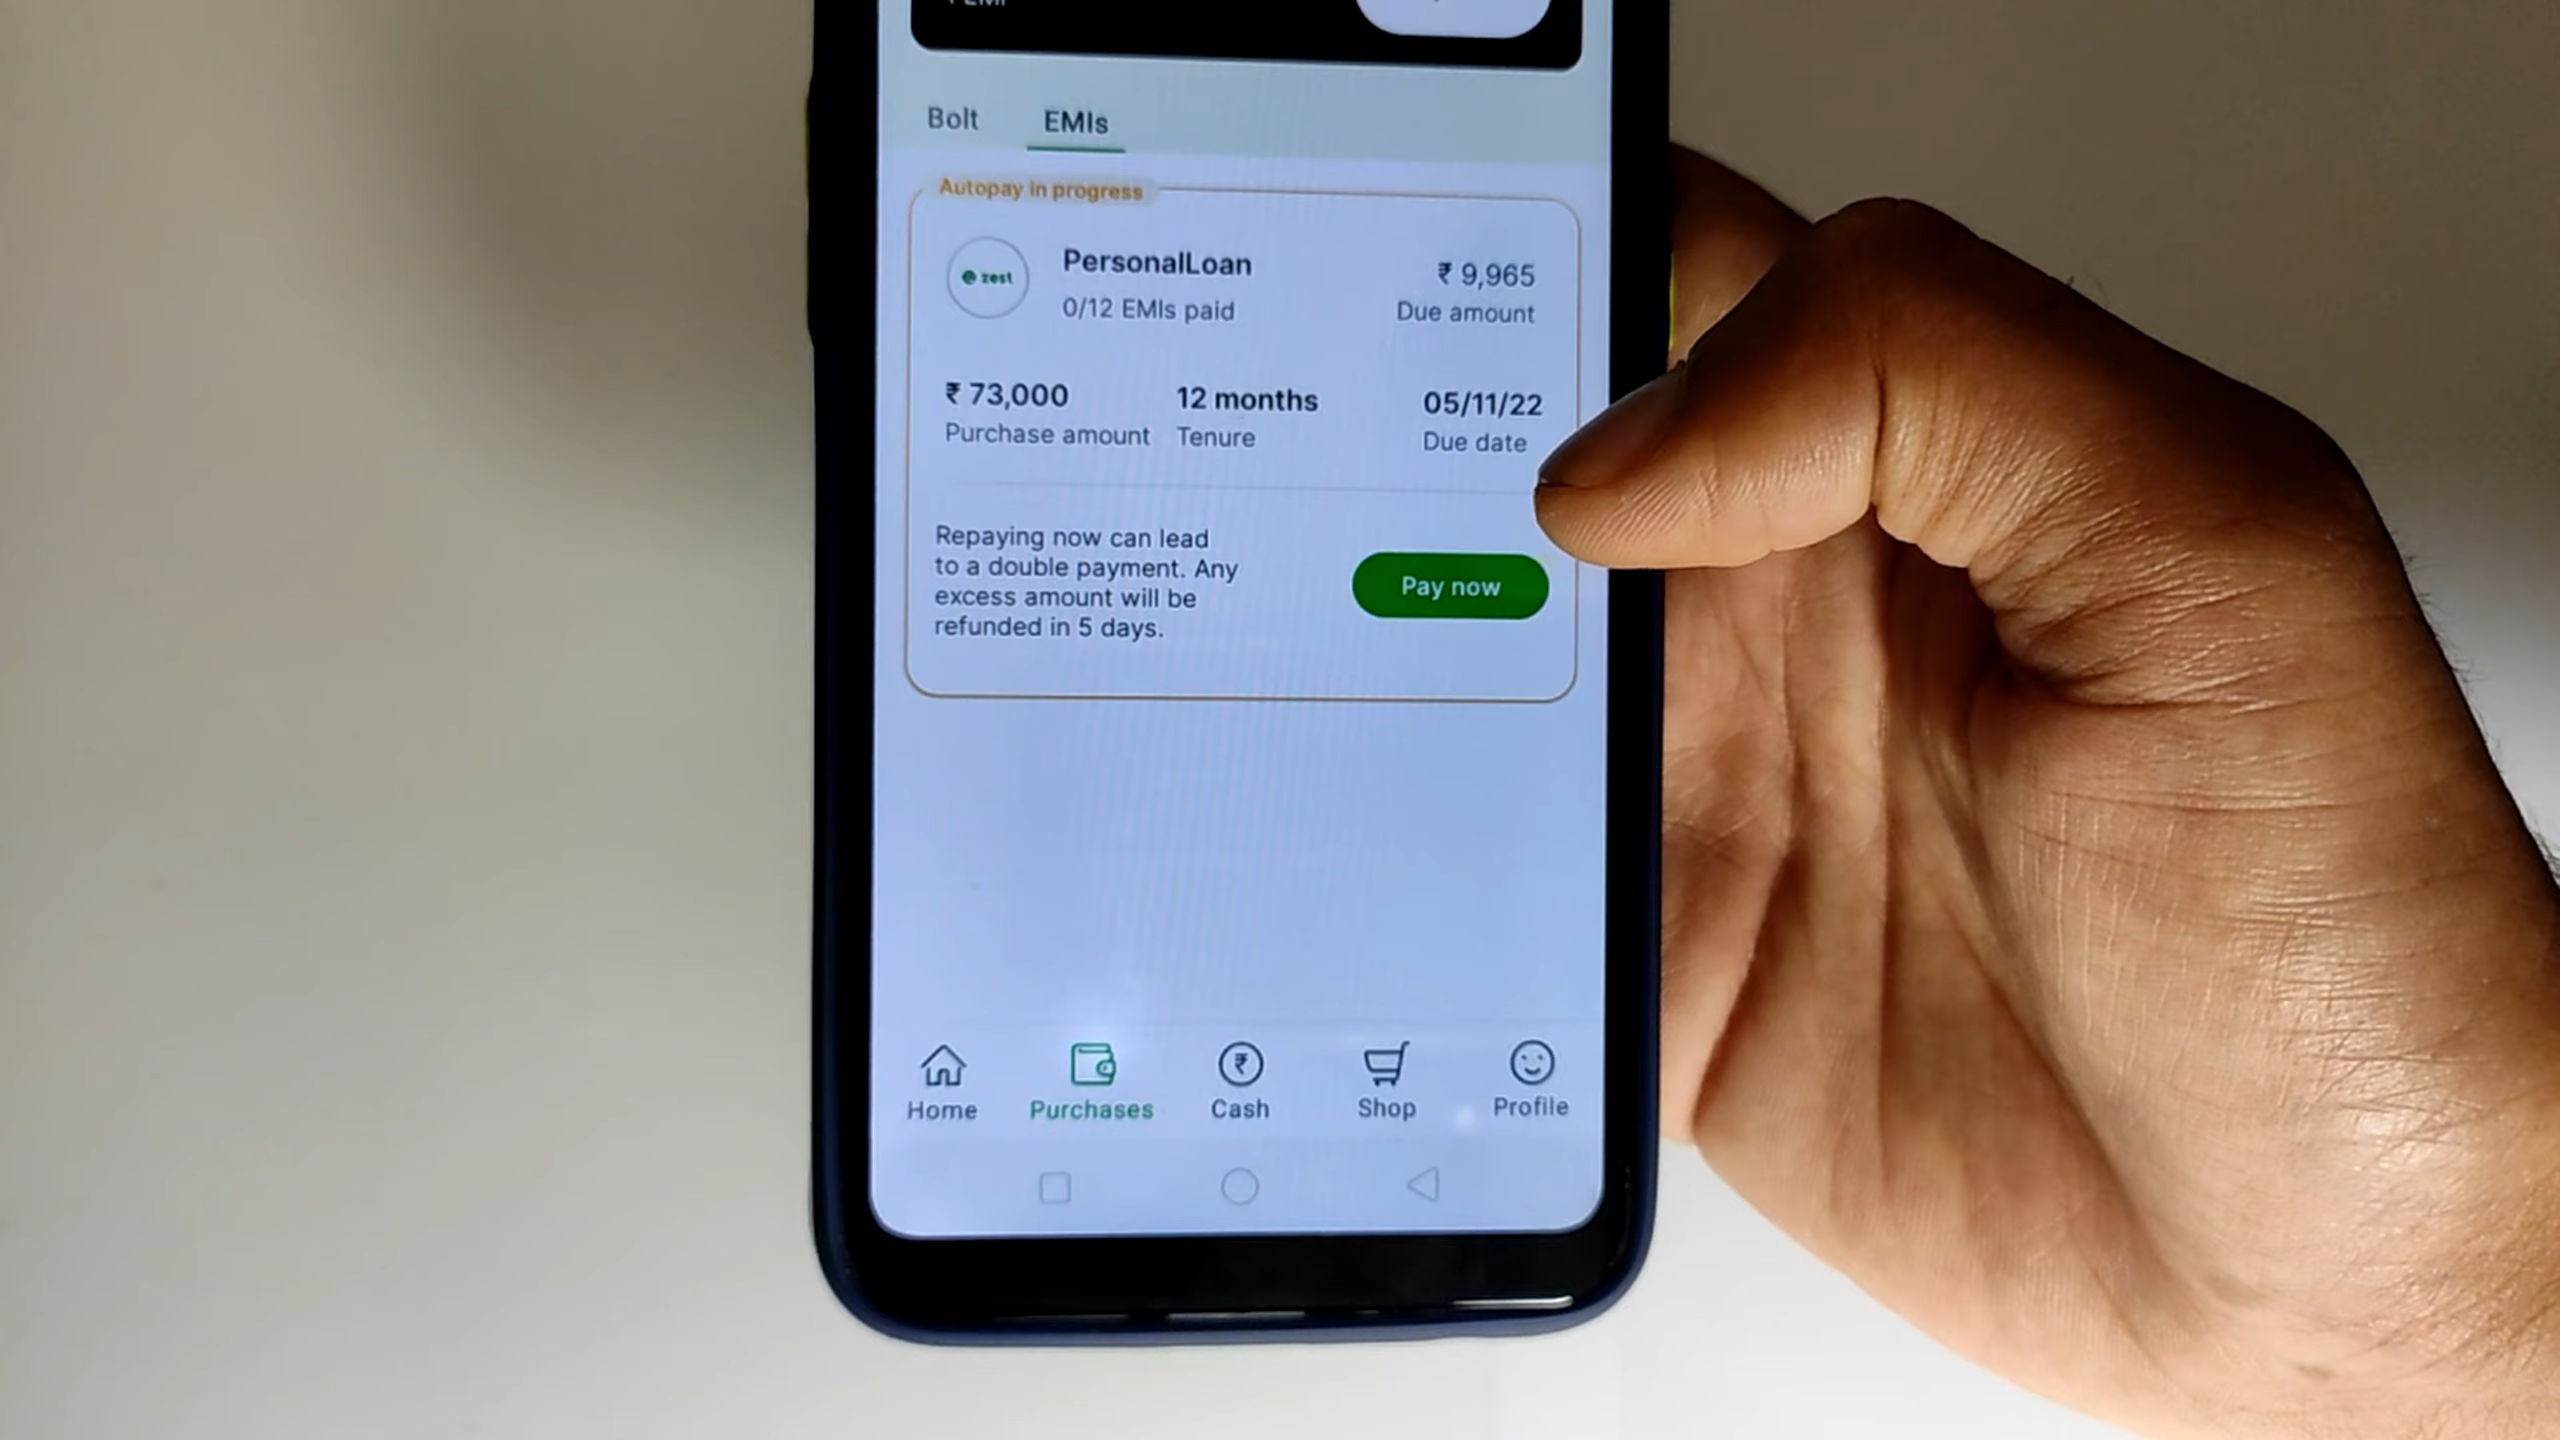 Bolt EMIs
Autopay in progress
zest
PersonalLoan
0/12 EMIs paid
₹ 9,965
Due amount
₹ 73,000
Purchase amount
12 months
Tenure
05/11/22
Due date
Repaying now can lead
to a double payment. Any
excess amount will be
refunded in 5 days.
Pay now
Home Purchases Cash Shop Profile